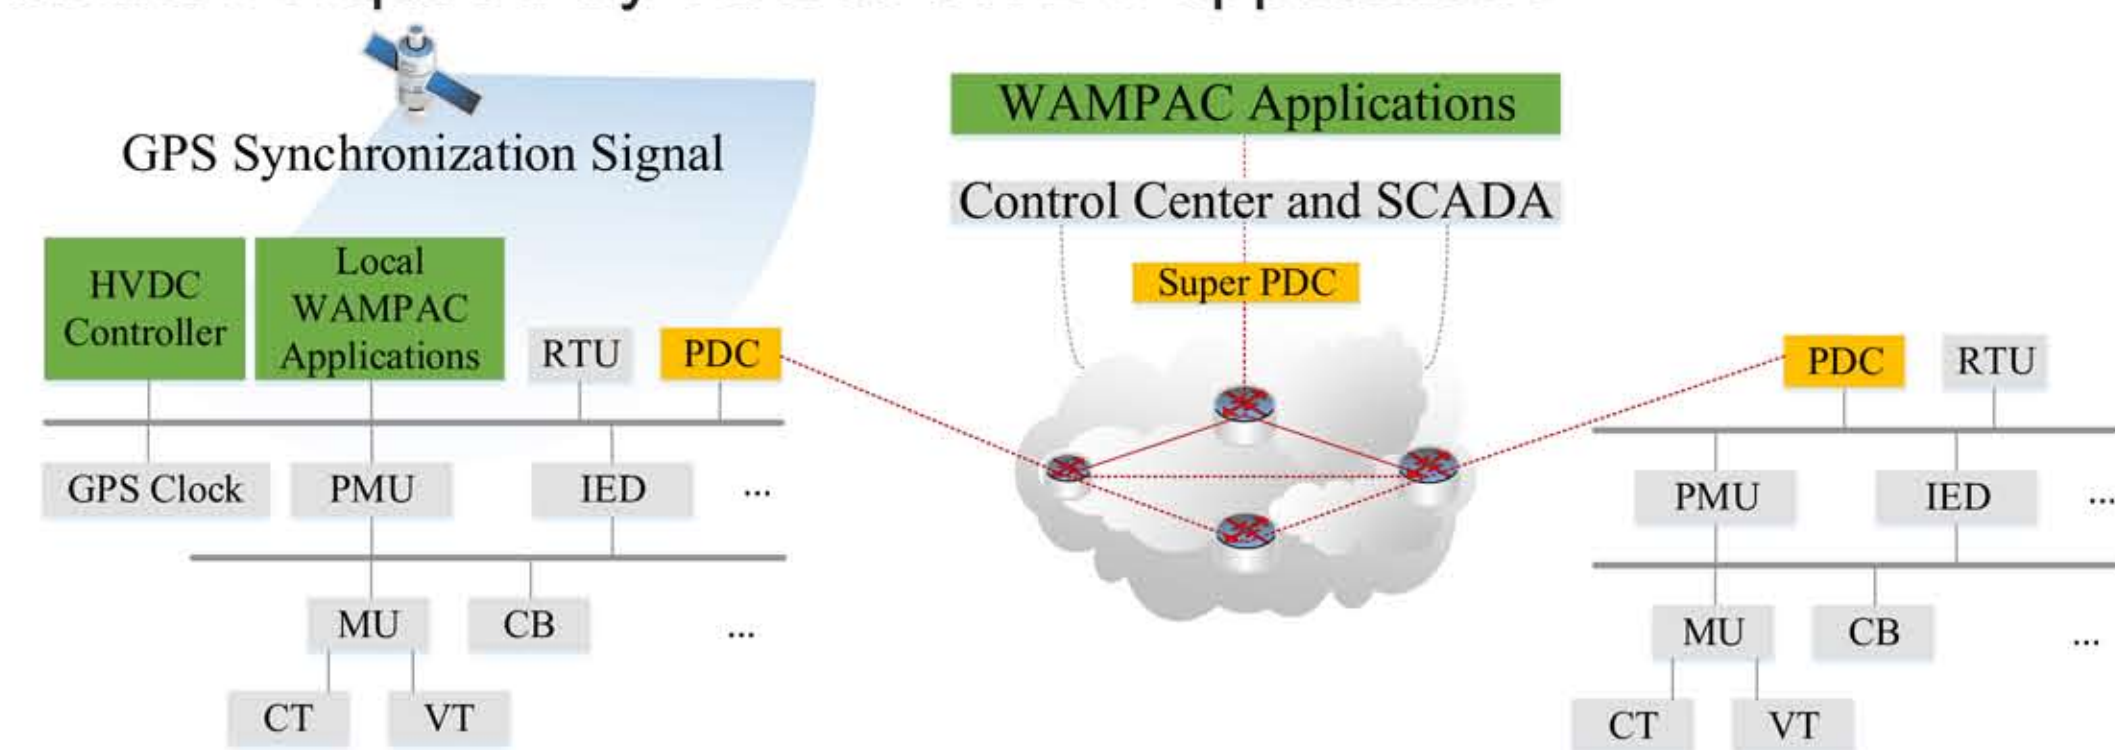 GPS Synchronization Signal
WAMPAC Applications
Control Center and SCADA
Super PDC
HVDC
Controller
Local
WAMPAC
Applications
RTU
PDC
GPS Clock
PMU
IED
...
MU
CB
...
CT
VT
PDC
RTU
PMU
IED
...
MU
CB
...
CT
VT